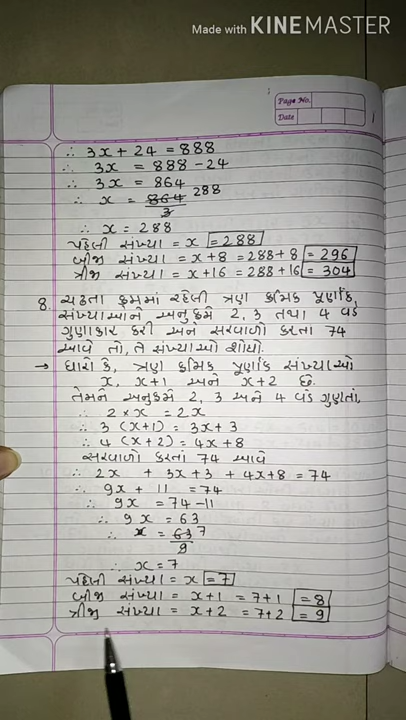 Made with KINEMASTER
Page No.
Date
∴ 3x + 24 = 888
∴ 3x = 888 - 24
∴ 3x = 864
∴ x = 864 288
3
∴ x = 288
પહેલી સંખ્યા = x = 288
બીજી સંખ્યા = x+8 = 288+8 = 296
ત્રીજી સંખ્યા = x+16 = 288+16 = 304
8. ચઢતા ક્રમમાં રહેલી ત્રણ ક્રમિક પૂર્ણાંક
સંખ્યાઓને અનુક્રમે 2, 3 તથા 4 વડે
ગુણાકાર કરી અને સરવાળો કરતા 74
આવે તો, તે સંખ્યાઓ શોધો.
→ ધારો કે, ત્રણ ક્રમિક પૂર્ણાંક સંખ્યાઓ
x, x+1 અને x+2 છે.
તેમને અનુક્રમે 2, 3 અને 4 વડે ગુણતાં,
∴ 2 × x = 2x
∴ 3 (x+1) = 3x+3
∴ 4 (x+2) = 4x+8
સરવાળો કરતાં 74 આવે
∴ 2x + 3x+3 + 4x+8 = 74
∴ 9x + 11 = 74
∴ 9x = 74-11
∴ 9x = 63
∴ x = 63 7
9
∴ x = 7
પહેલી સંખ્યા = x = 7
બીજી સંખ્યા = x+1 = 7+1 = 8
ત્રીજી સંખ્યા = x+2 = 7+2 = 9